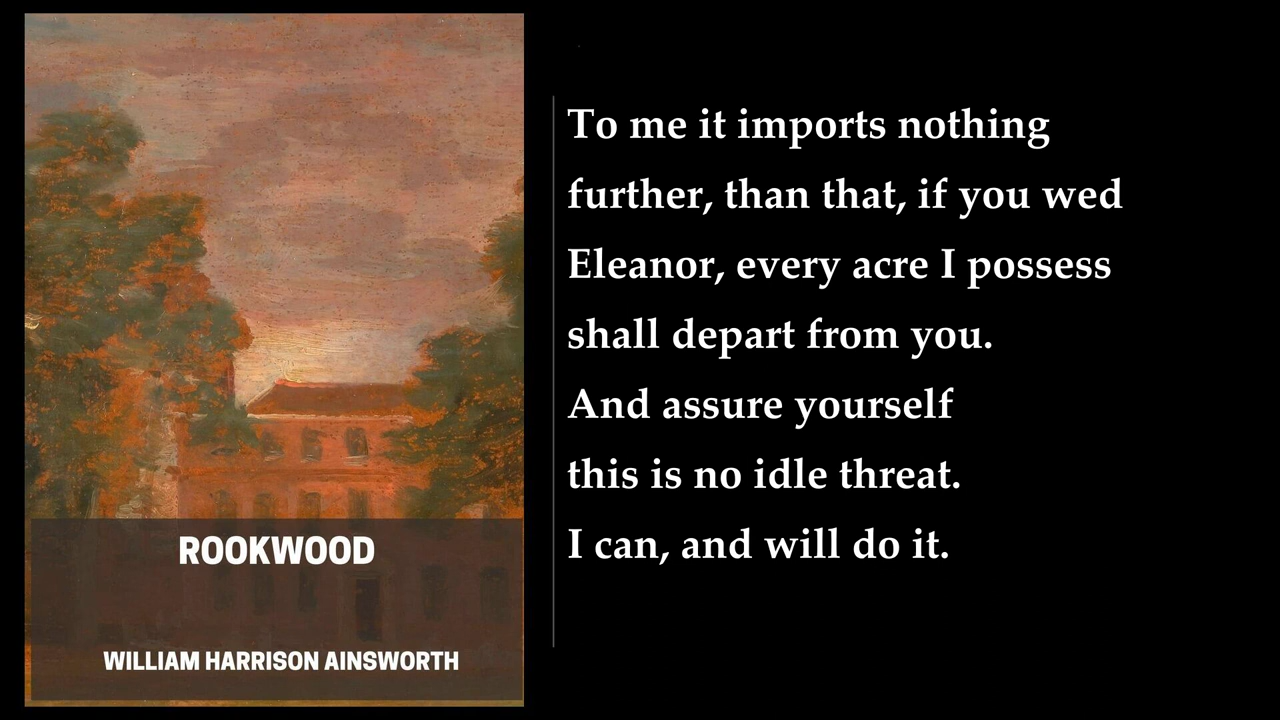 ROOKWOOD
WILLIAM HARRISON AINSWORTH
To me it imports nothing
further, than that, if you wed
Eleanor, every acre I possess
shall depart from you.
And assure yourself
this is no idle threat.
I can, and will do it.